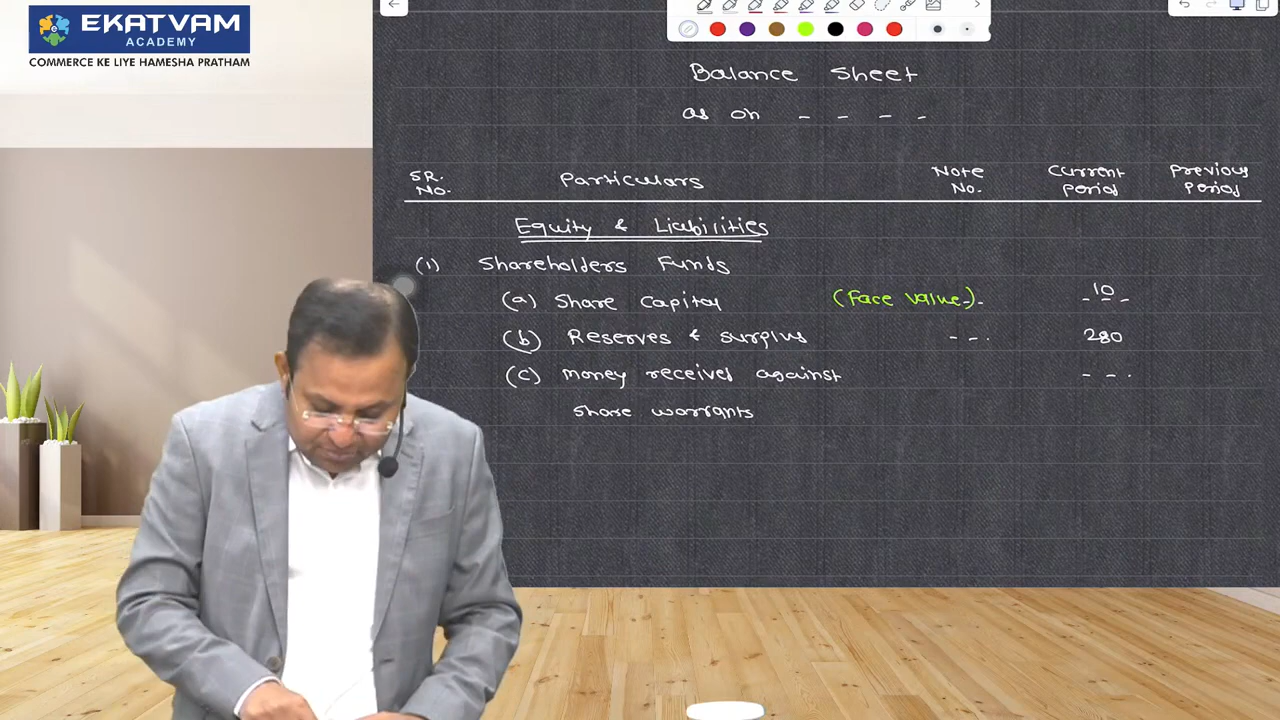 EKATVAM
ACADEMY
COMMERCE KE LIYE HAMESHA PRATHAM
Balance Sheet
as on - - - -
SR. No. Particulars Note No. Current Period Previous Period
Equity & Liabilities
(1) Shareholders Funds
(a) Share Capital (Face Value) -. 10 - - -
(b) Reserves & surplus - - . 280
(c) Money received against - - .
Share warrants